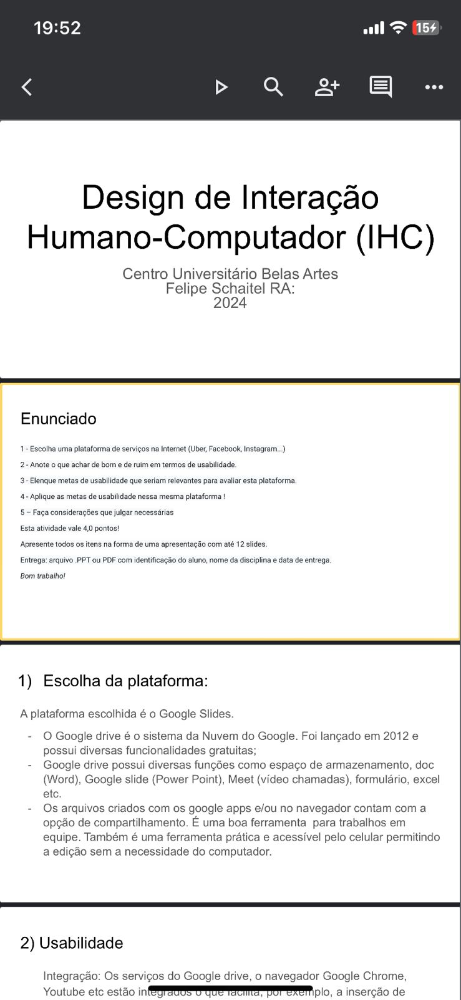 19:52
15
Design de Interação
Humano-Computador (IHC)
Centro Universitário Belas Artes
Felipe Schaitel RA:
2024
Enunciado
1 - Escolha uma plataforma de serviços na Internet (Uber, Facebook, Instagram...)
2 - Anote o que achar de bom e de ruim em termos de usabilidade.
3 - Elenque metas de usabilidade que seriam relevantes para avaliar esta plataforma.
4 - Aplique as metas de usabilidade nessa mesma plataforma !
5 – Faça considerações que julgar necessárias
Esta atividade vale 4,0 pontos!
Apresente todos os itens na forma de uma apresentação com até 12 slides.
Entrega: arquivo .PPT ou PDF com identificação do aluno, nome da disciplina e data de entrega.
Bom trabalho!
1) Escolha da plataforma:
A plataforma escolhida é o Google Slides.
- O Google drive é o sistema da Nuvem do Google. Foi lançado em 2012 e
possui diversas funcionalidades gratuitas;
- Google drive possui diversas funções como espaço de armazenamento, doc
(Word), Google slide (Power Point), Meet (vídeo chamadas), formulário, excel
etc.
- Os arquivos criados com os google apps e/ou no navegador contam com a
opção de compartilhamento. É uma boa ferramenta para trabalhos em
equipe. Também é uma ferramenta prática e acessível pelo celular permitindo
a edição sem a necessidade do computador.
2) Usabilidade
Integração: Os serviços do Google drive, o navegador Google Chrome,
Youtube etc estão integrados o que facilita, por exemplo, a inserção de